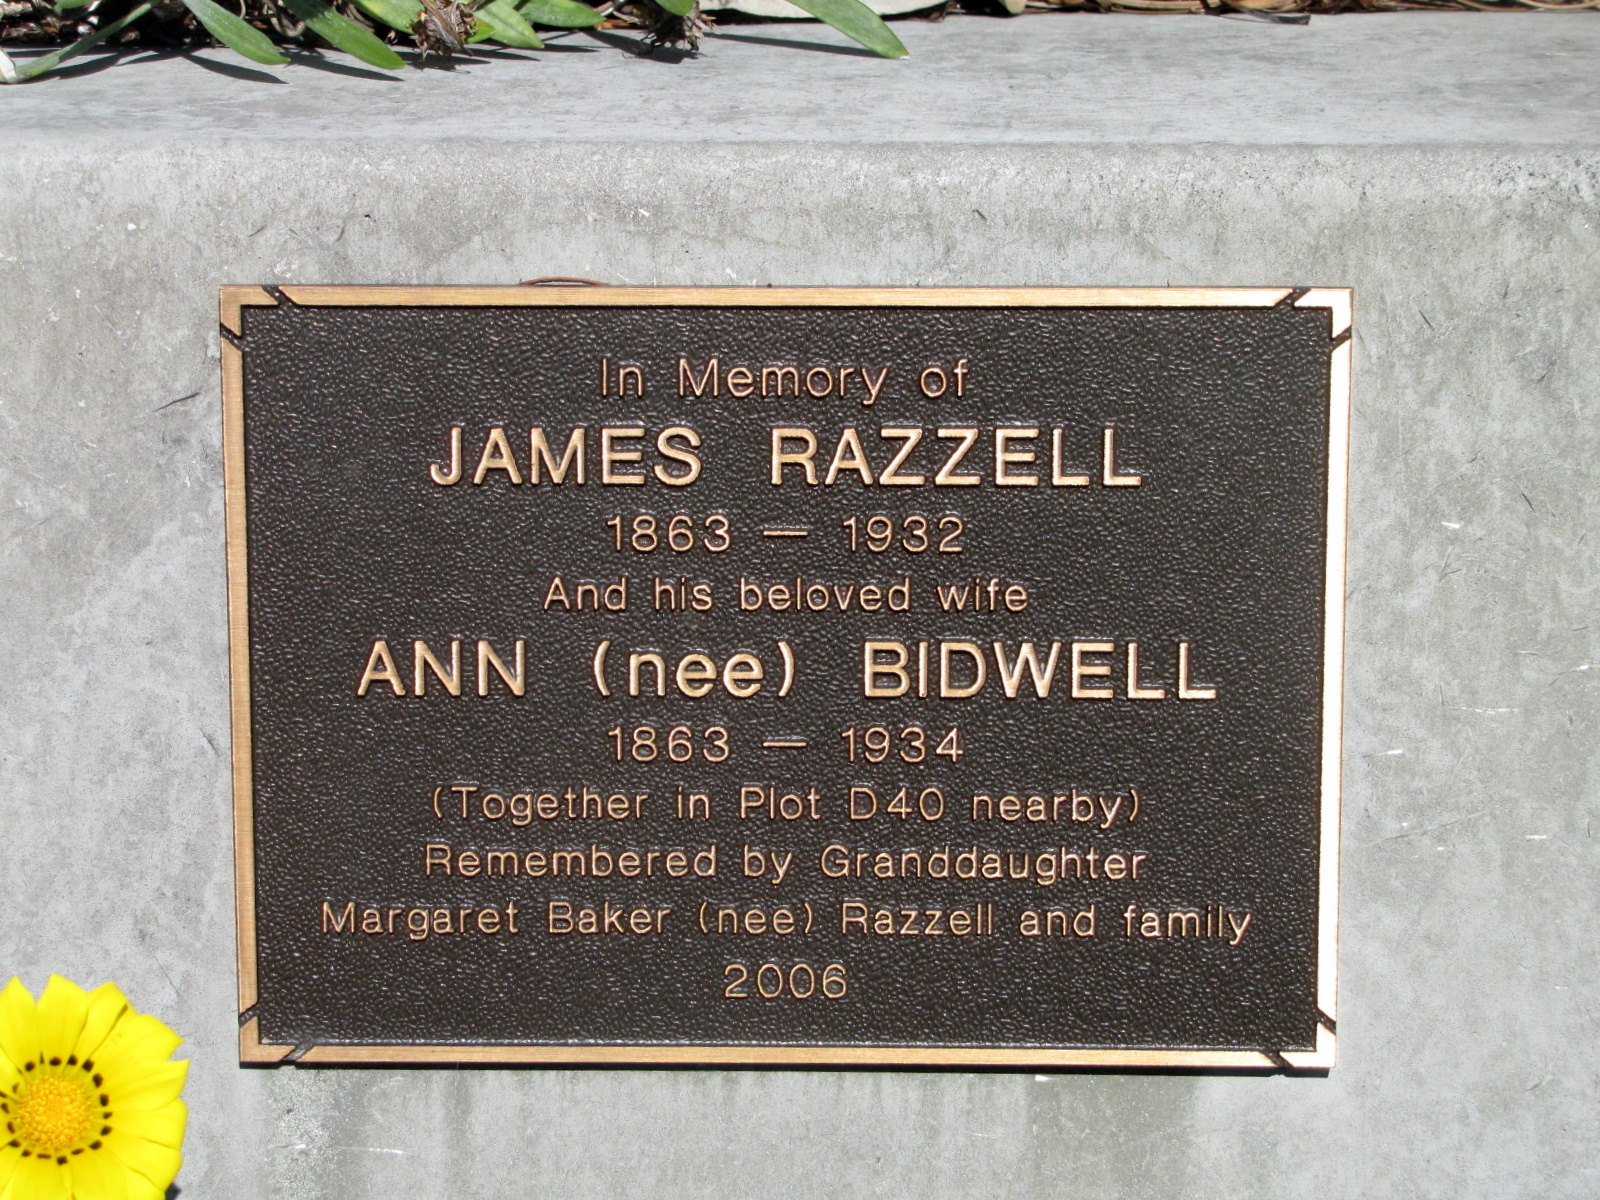 In Memory of
JAMES RAZZELL
1863 — 1932
And his beloved wife
ANN (nee) BIDWELL
1863 — 1934
(Together in Plot D40 nearby)
Remembered by Granddaughter
Margaret Baker (nee) Razzell and family
2006